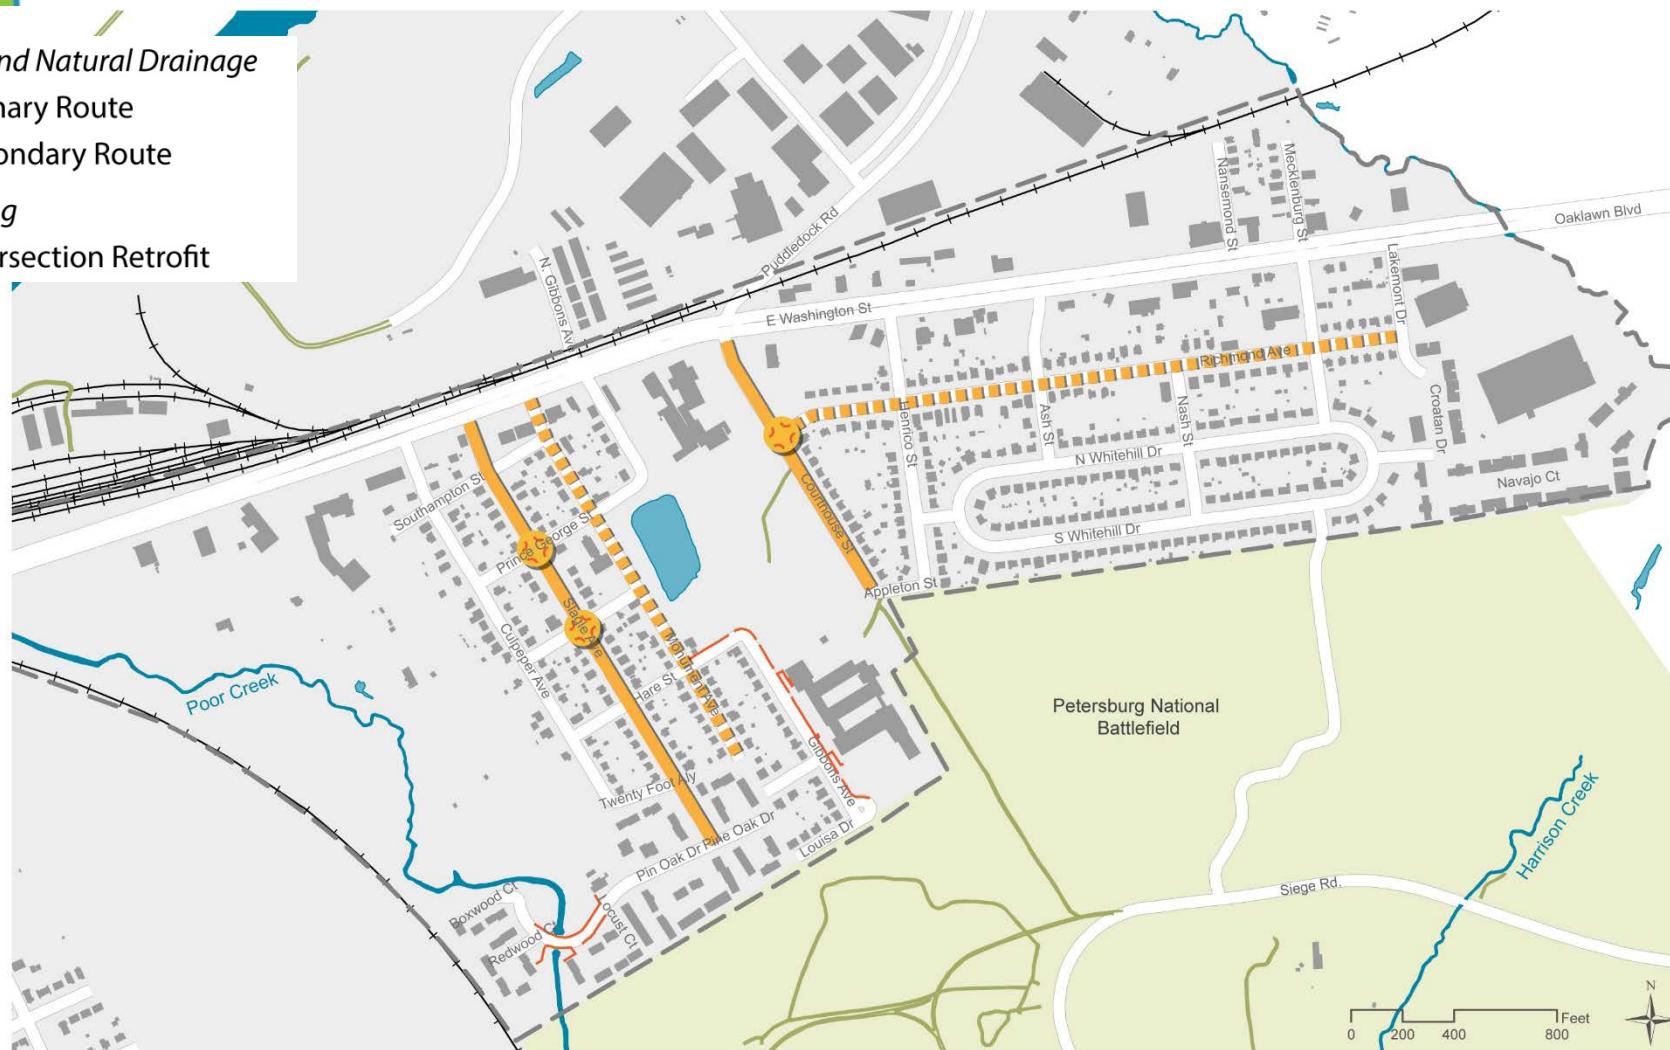 nd Natural Drainage
nary Route
ondary Route
g
rsection Retrofit
Oaklawn Blvd
Mecklenburg St
Nansemond St
Lakemont Dr
Puddledock Rd
N. Gibbons Ave
E Washington St
Richmond Ave
Croatan Dr
Henrico St
Ash St
Nash St
N Whitehill Dr
Navajo Ct
Southampton St
Courthouse St
S Whitehill Dr
Prince George St
Appleton St
Slagle Ave
Culpeper Ave
Monument Ave
Hare St
Poor Creek
Petersburg National
Battlefield
Gibbons Ave
Twenty Foot Aly
Harrison Creek
Pin Oak Dr
Pine Oak Dr
Louisa Dr
Boxwood Ct
Siege Rd.
ocust Ct
Redwood Ct
N
Feet
0 200 400 800